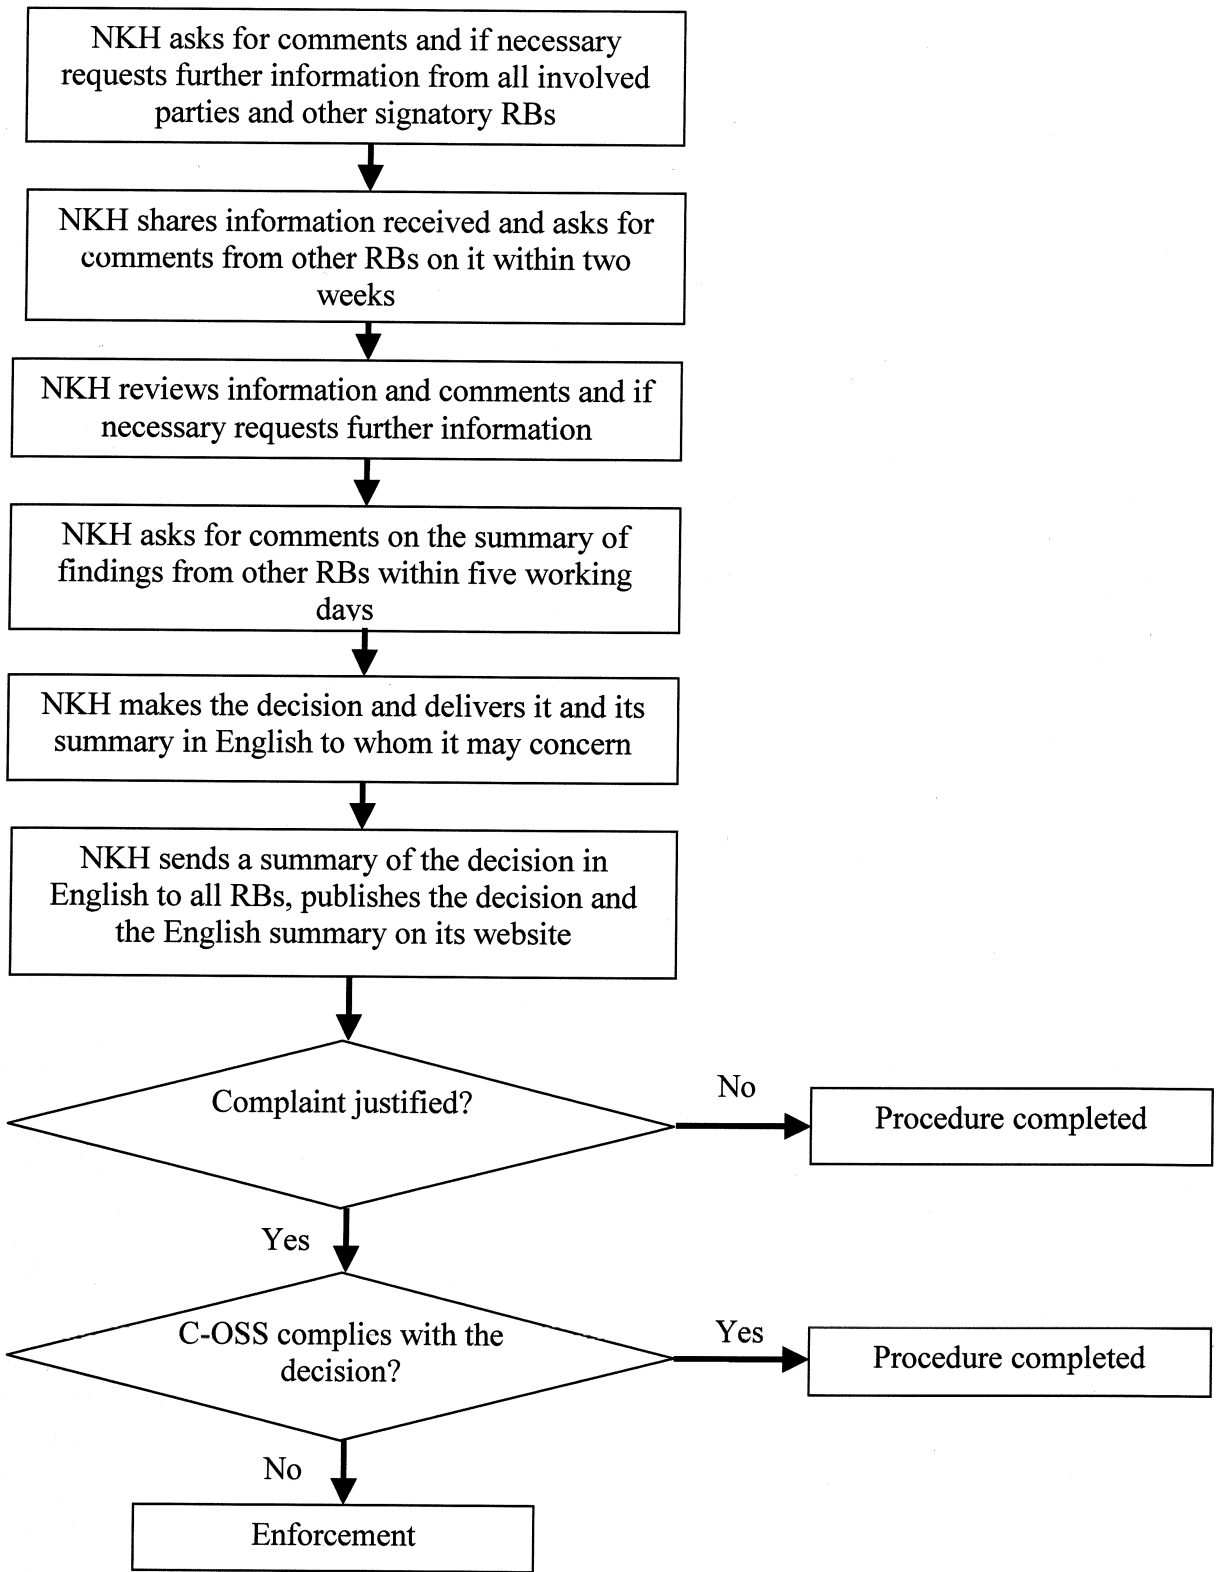 NKH asks for comments and if necessary
requests further information from all involved
parties and other signatory RBs
NKH shares information received and asks for
comments from other RBs on it within two
weeks
NKH reviews information and comments and if
necessary requests further information
NKH asks for comments on the summary of
findings from other RBs within five working
days
NKH makes the decision and delivers it and its
summary in English to whom it may concern
NKH sends a summary of the decision in
English to all RBs, publishes the decision and
the English summary on its website
Complaint justified?
No
Procedure completed
Yes
C-OSS complies with the
decision?
Yes
Procedure completed
No
Enforcement